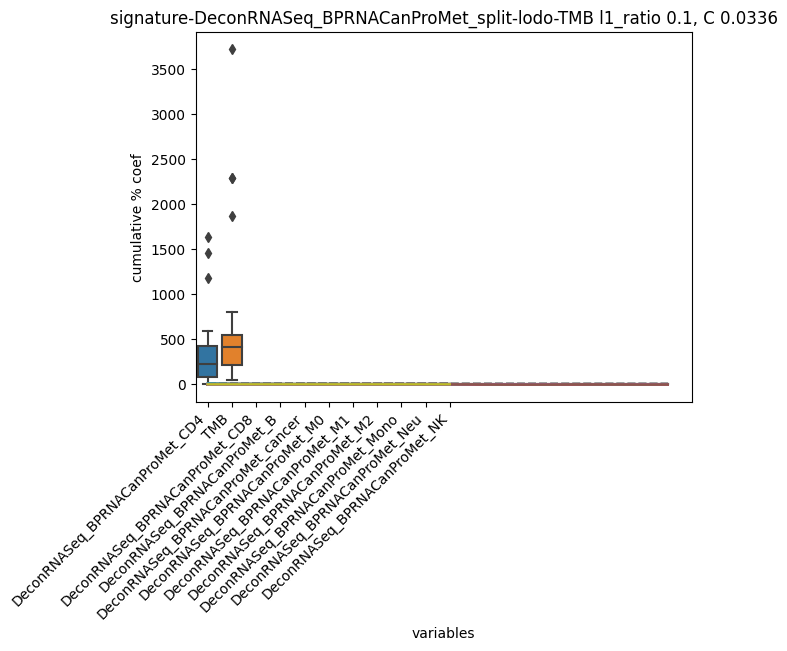 signature-DeconRNASeq_BPRNACanProMet_split-lodo-TMB l1_ratio 0.1, C 0.0336
cumulative % coef
3500
3000
2500
2000
1500
1000
500
0
DeconRNASeq_BPRNACanProMet_CD4
TMB
DeconRNASeq_BPRNACanProMet_CD8
DeconRNASeq_BPRNACanProMet_B
DeconRNASeq_BPRNACanProMet_cancer
DeconRNASeq_BPRNACanProMet_M0
DeconRNASeq_BPRNACanProMet_M1
DeconRNASeq_BPRNACanProMet_M2
DeconRNASeq_BPRNACanProMet_Mono
DeconRNASeq_BPRNACanProMet_Neu
DeconRNASeq_BPRNACanProMet_NK
variables